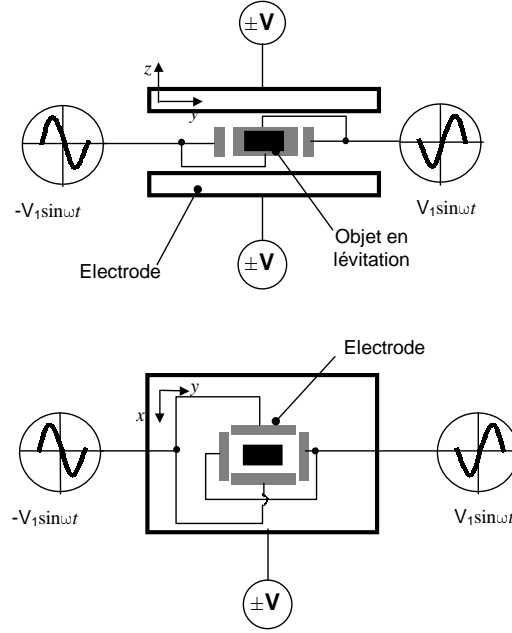 ±V
z
y
-V₁sinωt
V₁sinωt
±V
Electrode
Objet en
lévitation
Electrode
y
x
-V₁sinωt
V₁sinωt
±V